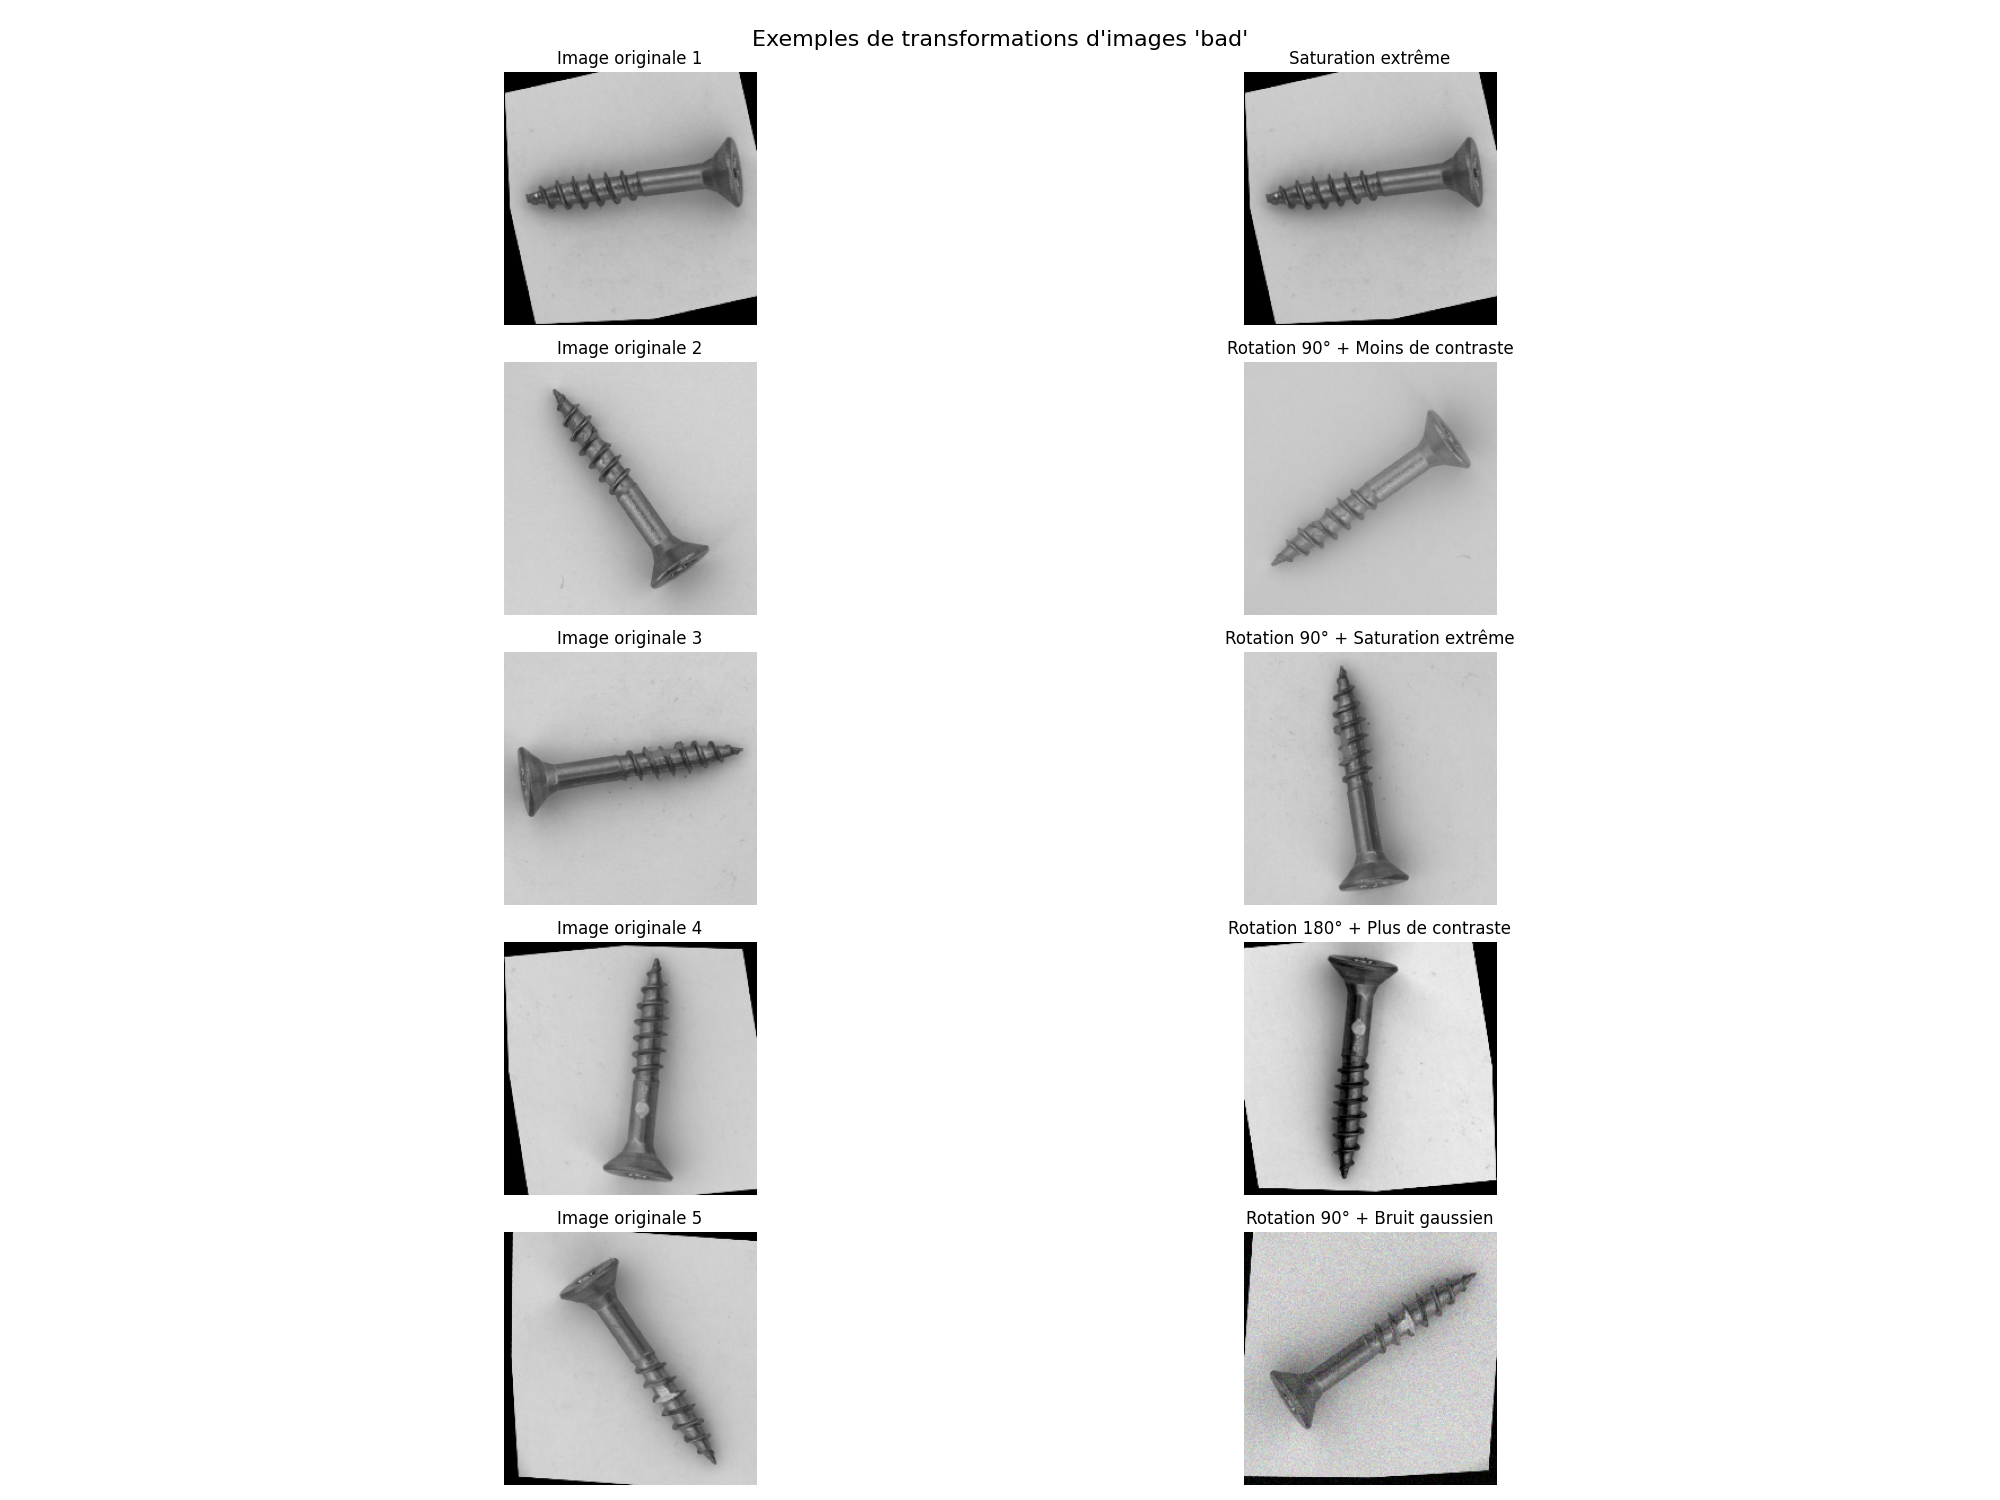 Exemples de transformations d'images 'bad'
Image originale 1
Saturation extrême
Image originale 2
Rotation 90° + Moins de contraste
Image originale 3
Rotation 90° + Saturation extrême
Image originale 4
Rotation 180° + Plus de contraste
Image originale 5
Rotation 90° + Bruit gaussien